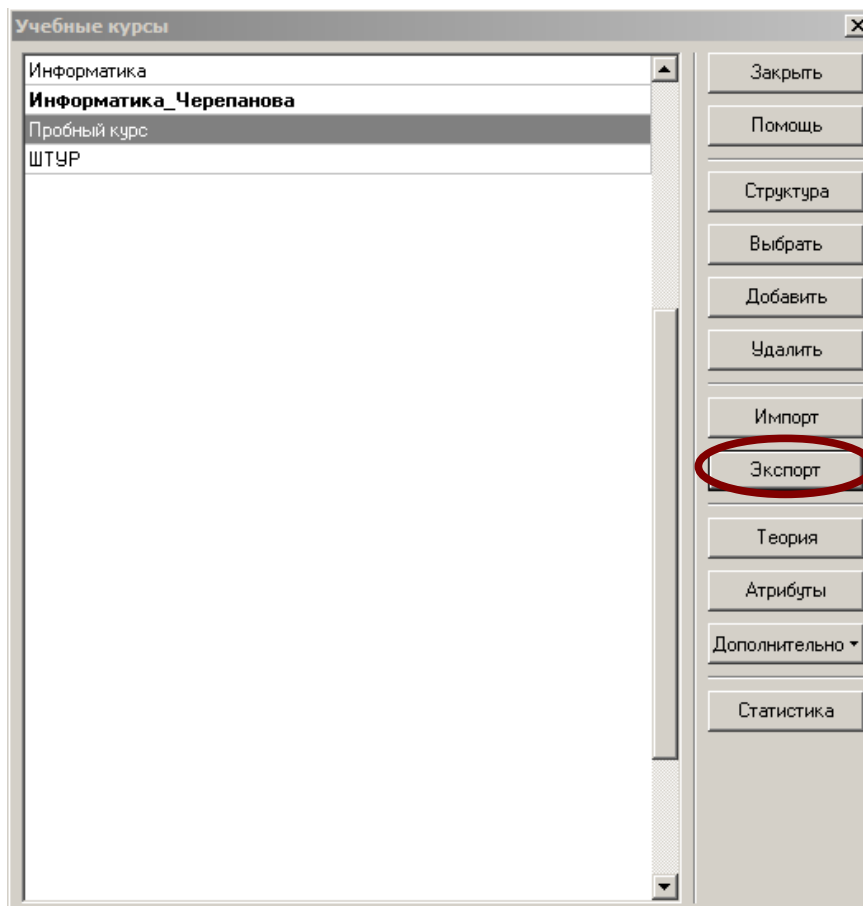 Учебные курсы
Информатика
Информатика_Черепанова
Пробный курс
ШТУР
Закрыть
Помощь
Структура
Выбрать
Добавить
Удалить
Импорт
Экспорт
Теория
Атрибуты
Дополнительно
Статистика